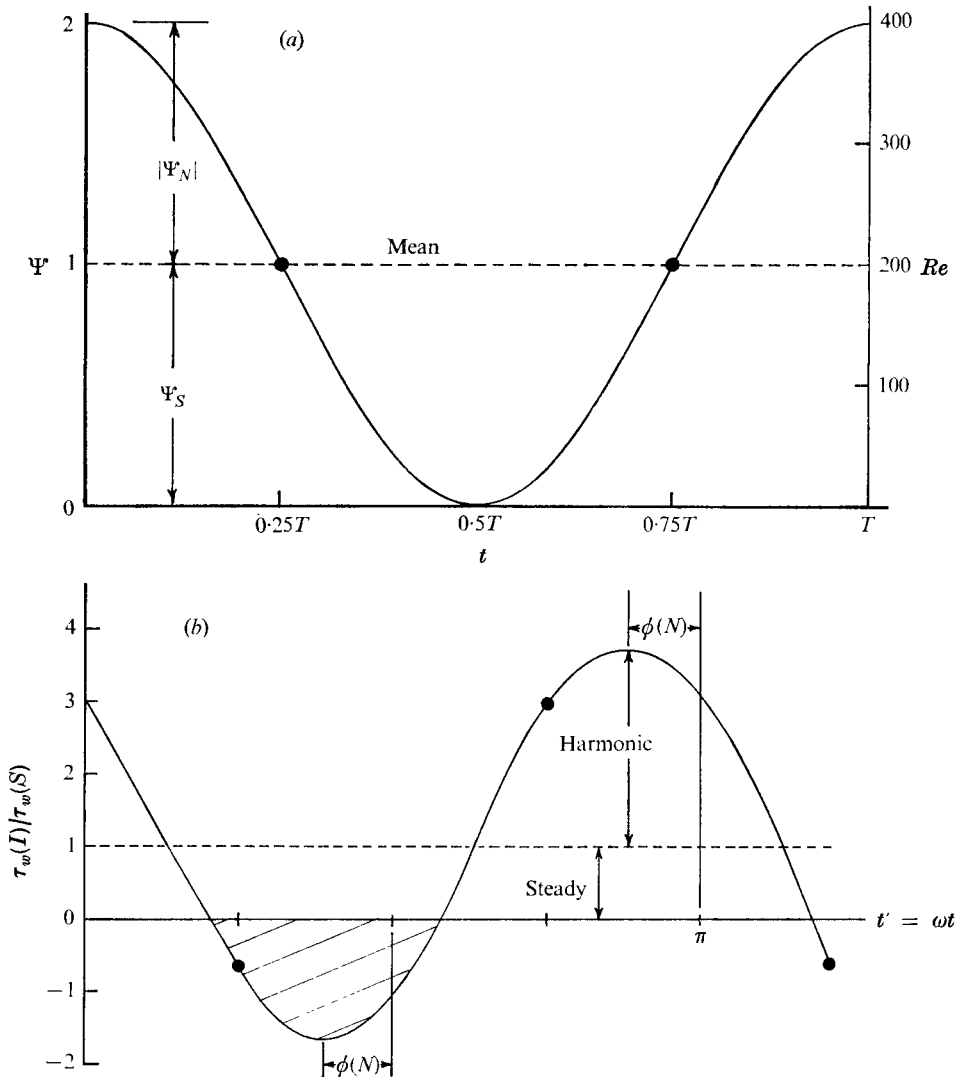 2
(a)
400
|Ψ_N|
300
Ψ
1
Mean
200 Re
Ψ_S
100
0
0·25T
0·5T
0·75T
T
t
4
(b)
ϕ(N)
3
Harmonic
2
τ_w(I)/τ_w(S)
1
Steady
0
t′ = ωt
π
−1
ϕ(N)
−2